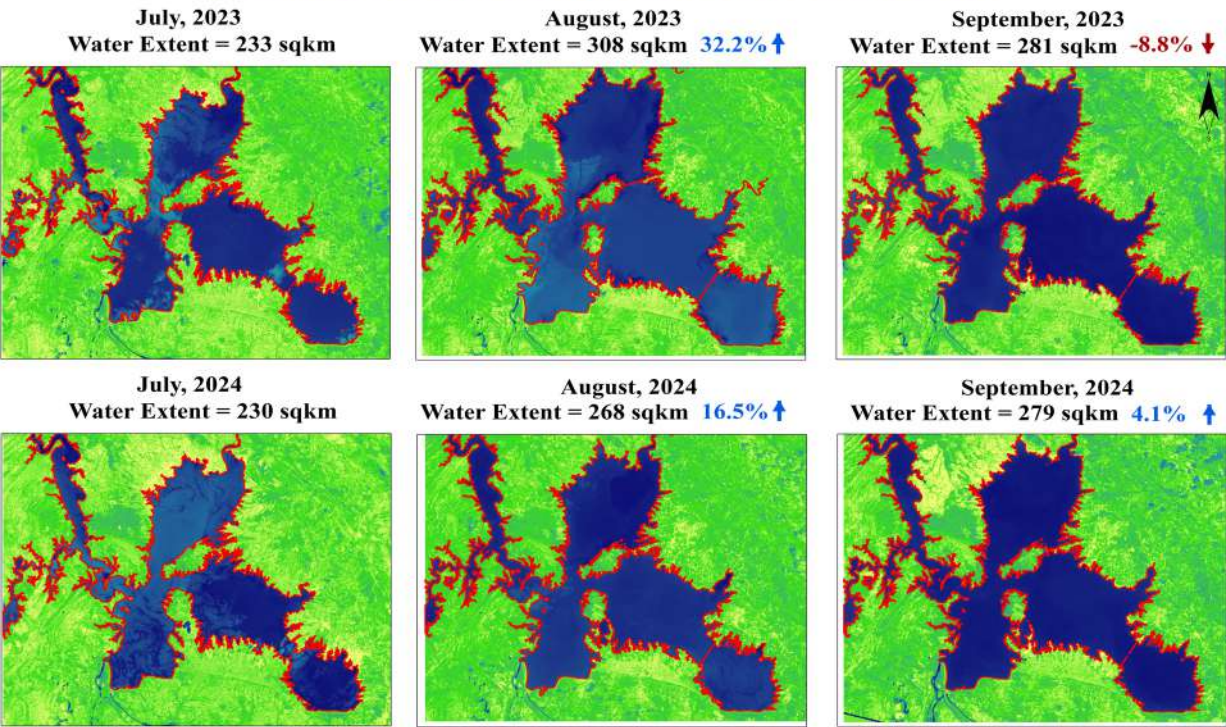 July, 2023
Water Extent = 233 sqkm
August, 2023
Water Extent = 308 sqkm 32.2%
September, 2023
Water Extent = 281 sqkm -8.8%
July, 2024
Water Extent = 230 sqkm
August, 2024
Water Extent = 268 sqkm 16.5%
September, 2024
Water Extent = 279 sqkm 4.1%